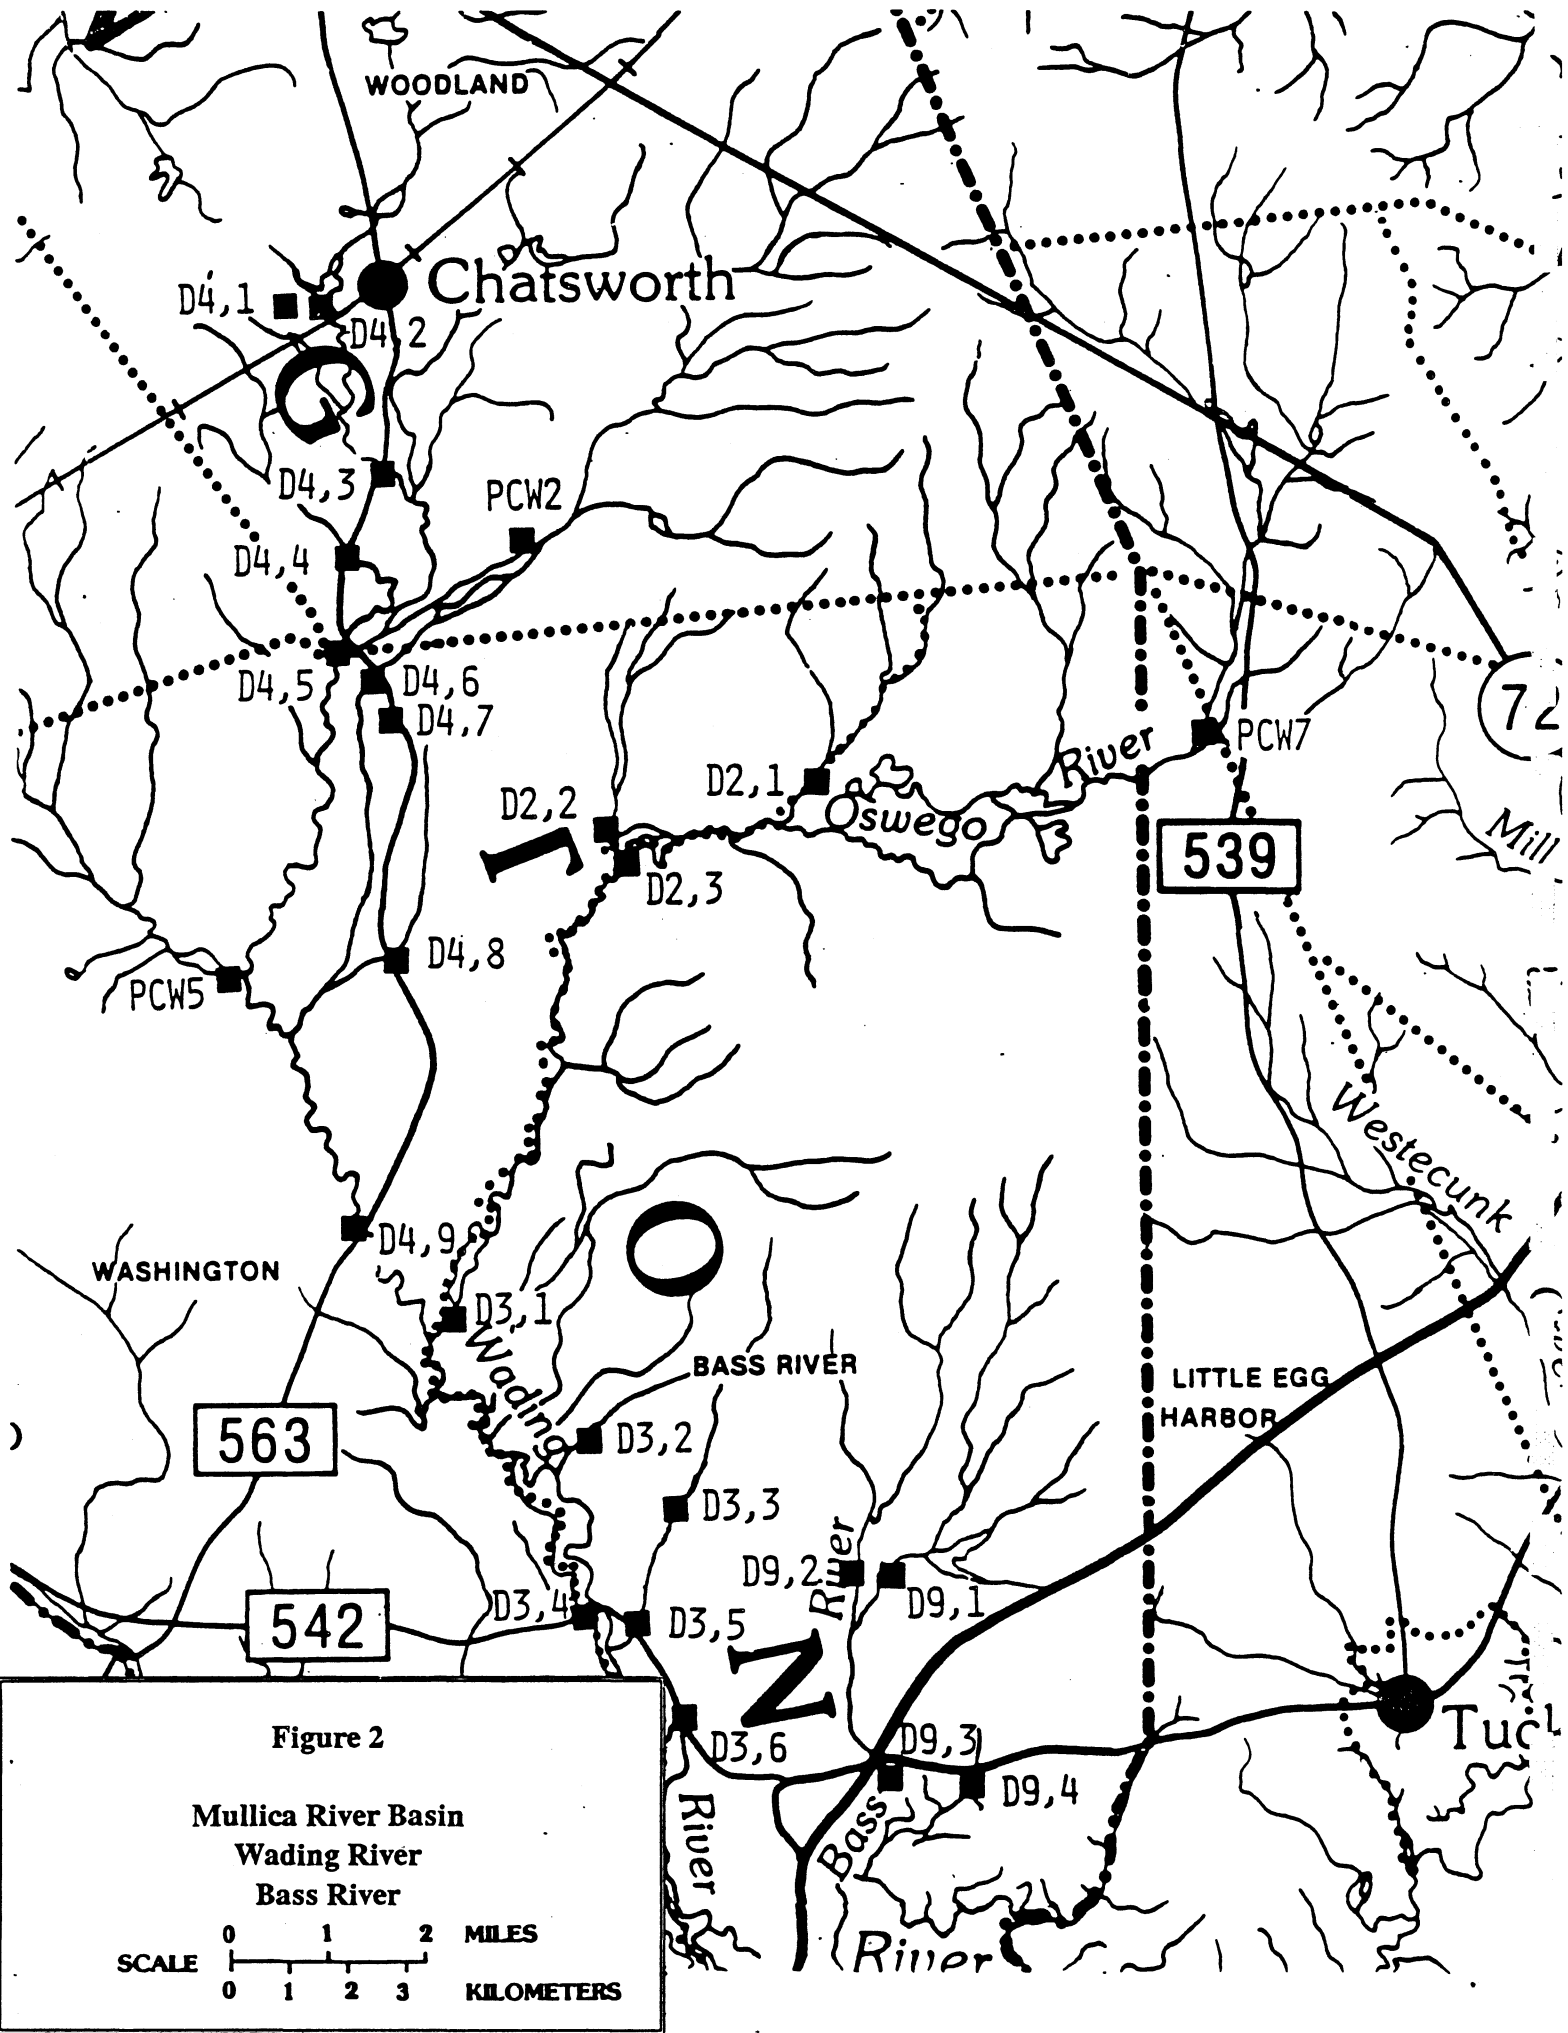 WOODLAND
Chatsworth
D4,1
D4,2
C
D4,3
PCW2
D4,4
D4,5
D4,6
D4,7
72
PCW7
River
D2,1
D2,2
Oswego
L
Mill
539
D2,3
D4,8
PCW5
Westecunk
O
D4,9
WASHINGTON
D3,1
Wading
BASS RIVER
LITTLE EGG
HARBOR
563
D3,2
D3,3
River
D9,2
D9,1
D3,4
542
D3,5
N
Tuc
D3,6
D9,3
D9,4
River
Bass
River
Figure 2
Mullica River Basin
Wading River
Bass River
0 1 2 MILES
SCALE
0 1 2 3 KILOMETERS